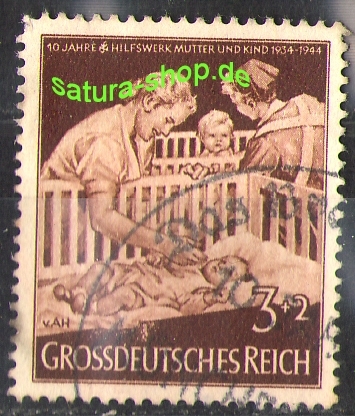 10 JAHRE HILFSWERK MUTTER UND KIND 1934-1944
satura-shop.de
3+2
v. AH
GROSSDEUTSCHES REICH